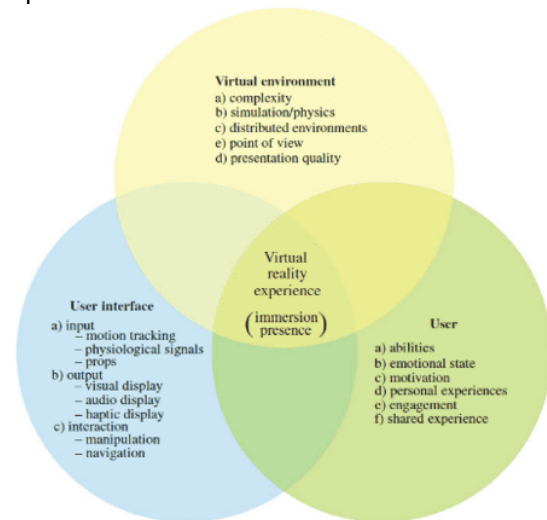 Virtual environment
a) complexity
b) simulation/physics
c) distributed environments
e) point of view
d) presentation quality
Virtual
reality
experience
(immersion
presence)
User interface
a) input
– motion tracking
– physiological signals
– props
b) output
– visual display
– audio display
– haptic display
c) interaction
– manipulation
– navigation
User
a) abilities
b) emotional state
c) motivation
d) personal experiences
e) engagement
f) shared experience